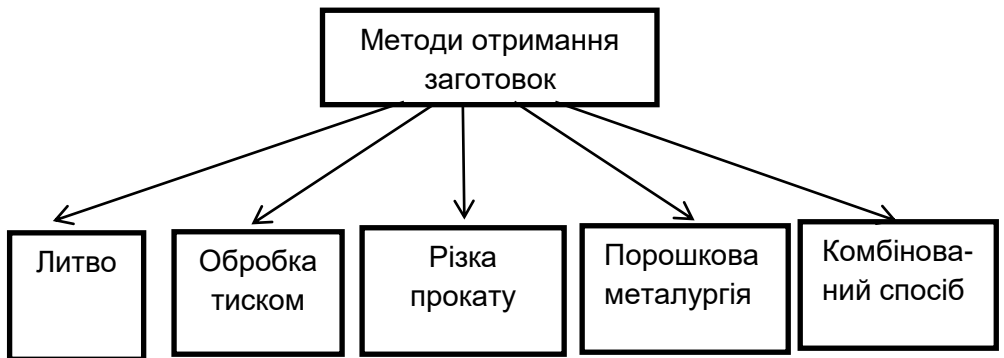 Методи отримання
заготовок
Литво
Обробка
тиском
Різка
прокату
Порошкова
металургія
Комбінова-
ний спосіб